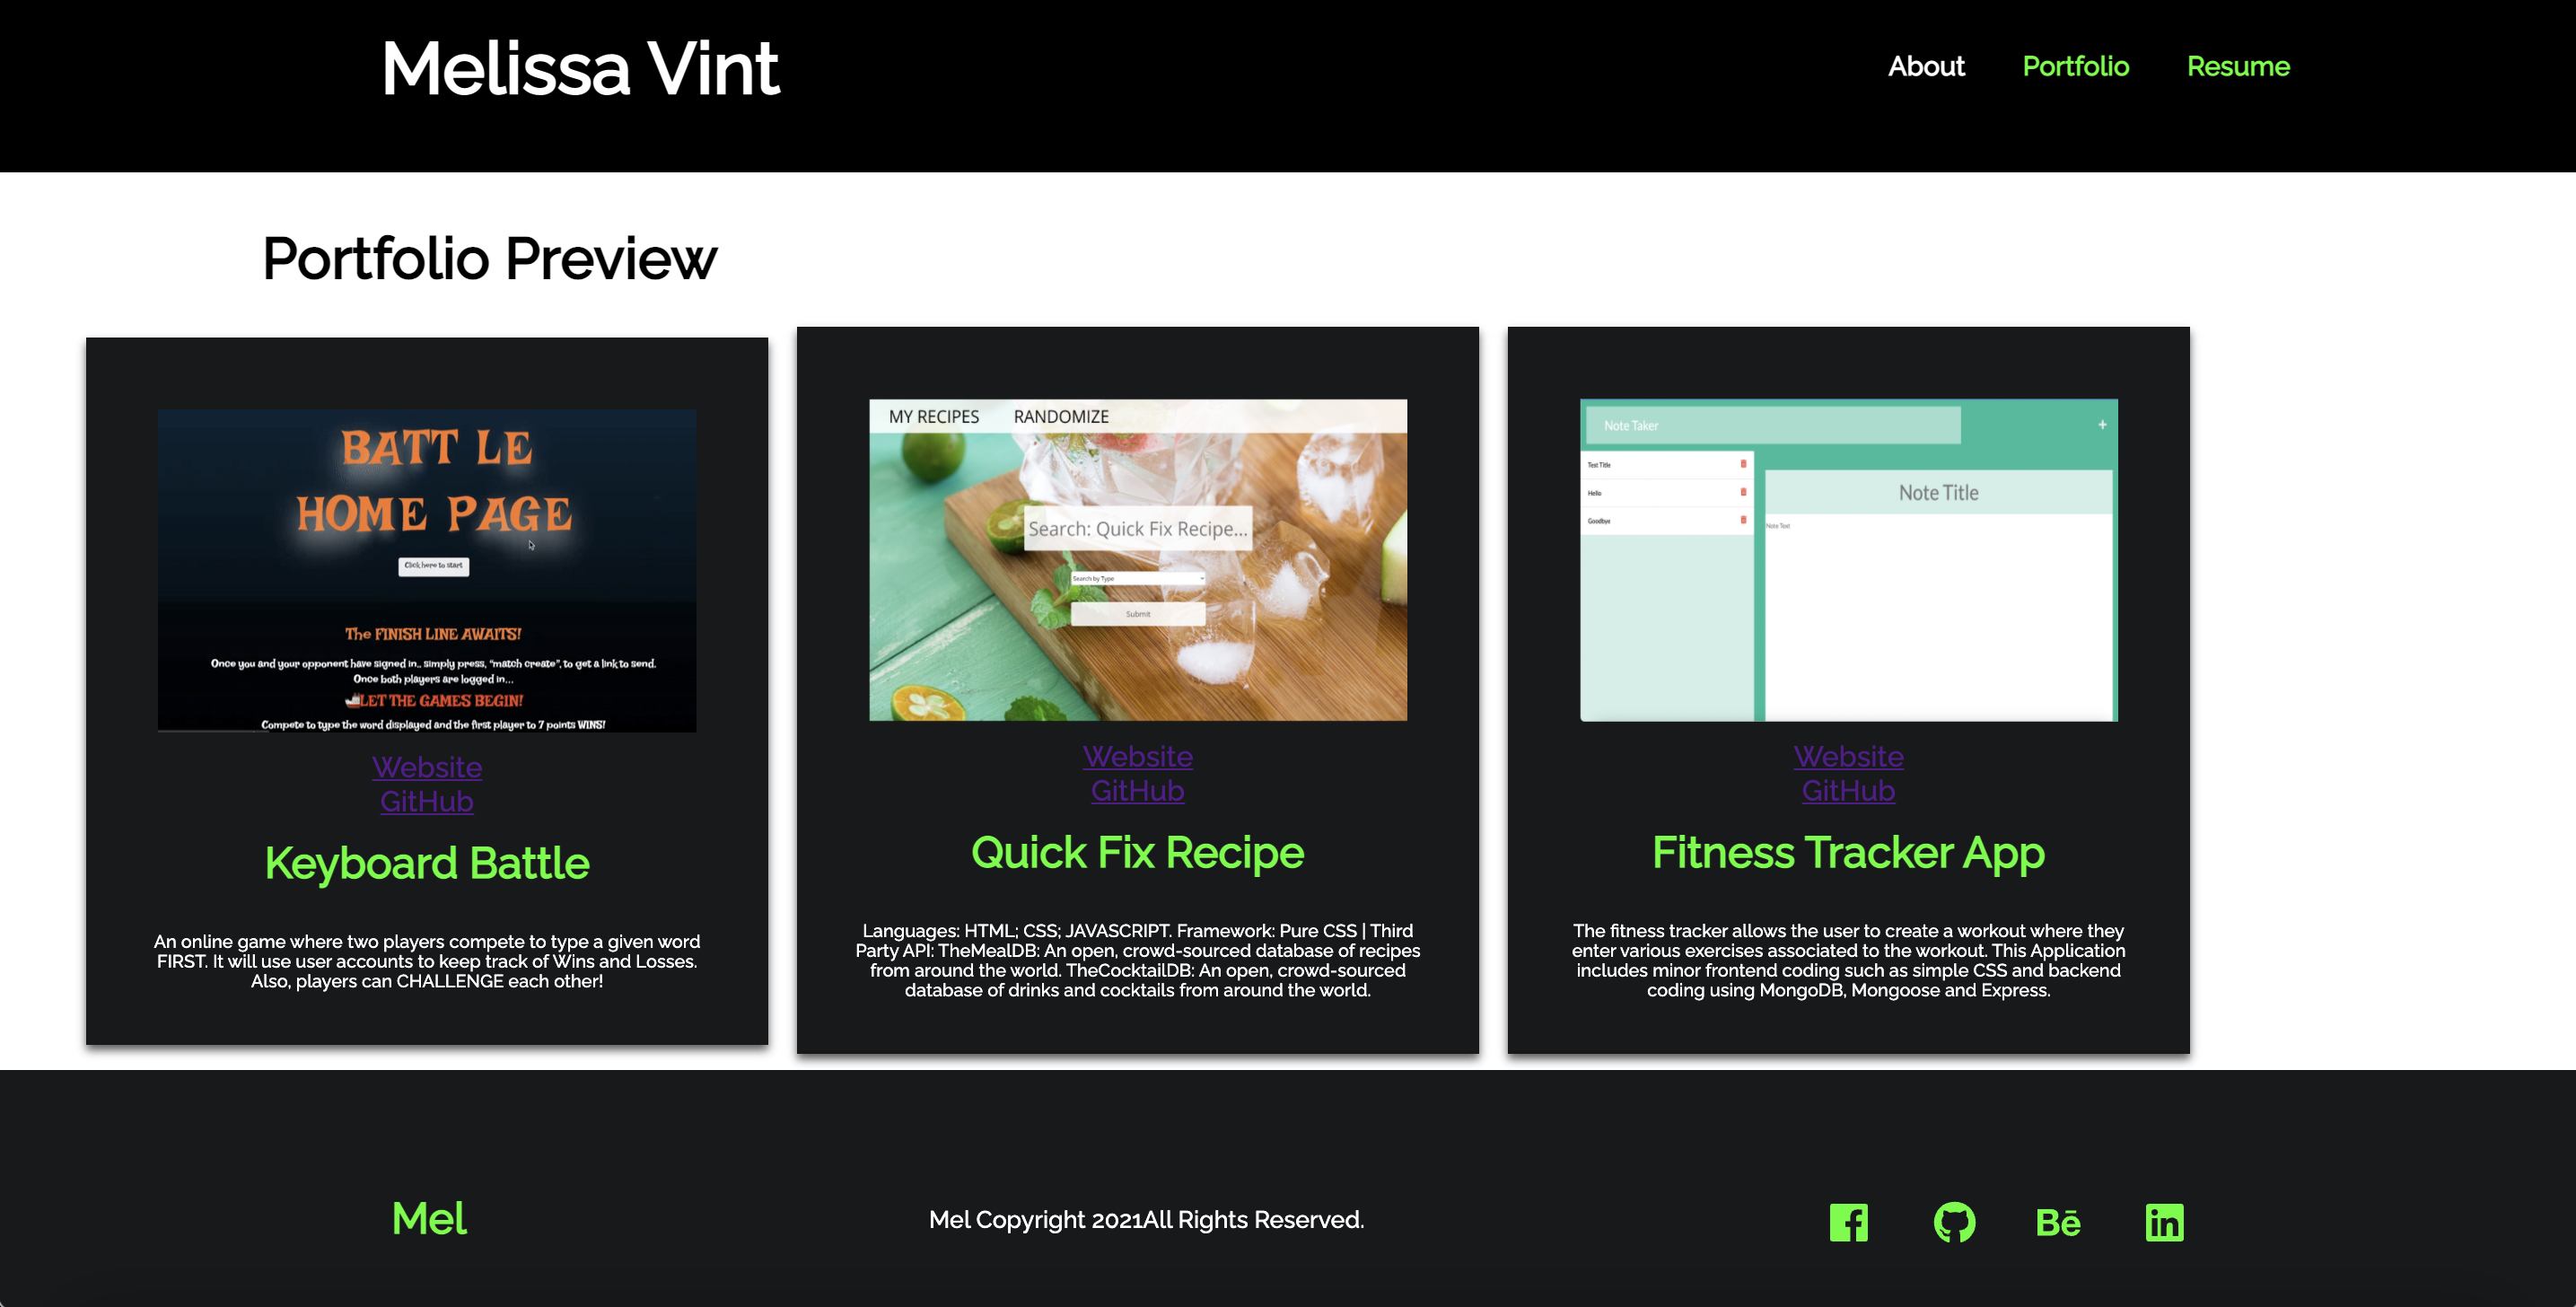 Melissa Vint
About Portfolio Resume
Portfolio Preview
BATT LE
HOME PAGE
Click here to start
The FINISH LINE AWAITS!
Once you and your opponent have signed in.. simply press, "match create", to get a link to send.
Once both players are logged in...
LET THE GAMES BEGIN!
Compete to type the word displayed and the first player to 7 points WINS!
Website
GitHub
Keyboard Battle
An online game where two players compete to type a given word
FIRST. It will use user accounts to keep track of Wins and Losses.
Also, players can CHALLENGE each other!
MY RECIPES RANDOMIZE
Search: Quick Fix Recipe...
Search by Type
Submit
Website
GitHub
Quick Fix Recipe
Languages: HTML; CSS; JAVASCRIPT. Framework: Pure CSS | Third
Party API: TheMealDB: An open, crowd-sourced database of recipes
from around the world. TheCocktailDB: An open, crowd-sourced
database of drinks and cocktails from around the world.
Note Taker +
Test Title
Hello
Goodbye
Note Title
Note Text
Website
GitHub
Fitness Tracker App
The fitness tracker allows the user to create a workout where they
enter various exercises associated to the workout. This Application
includes minor frontend coding such as simple CSS and backend
coding using MongoDB, Mongoose and Express.
Mel
Mel Copyright 2021All Rights Reserved.
f Bē in